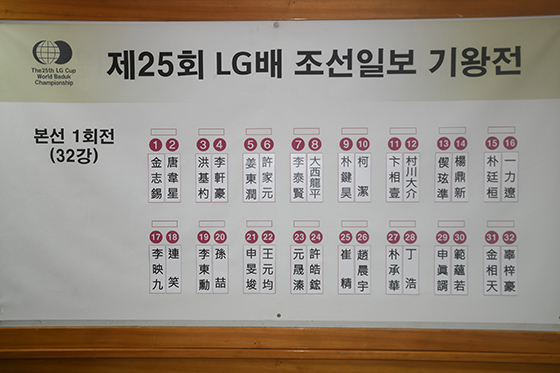 The 25th LG Cup
World Baduk
Championship
제25회 LG배 조선일보 기왕전
본선 1회전
(32강)
1 2 3 4 5 6 7 8 9 10 11 12 13 14 15 16
金志錫 唐韋星 洪基杓 李軒豪 姜東潤 許家元 李泰賢 大西龍平 朴鍵昊 柯潔 卞相壹 村川大介 偰玹準 楊鼎新 朴廷桓 一力遼
17 18 19 20 21 22 23 24 25 26 27 28 29 30 31 32
李映九 連笑 李東勳 孫喆 申旻埈 王元均 元晟溱 許皓鋐 崔精 趙晨宇 朴承華 丁浩 申眞諝 範蘊若 金相天 辜梓豪